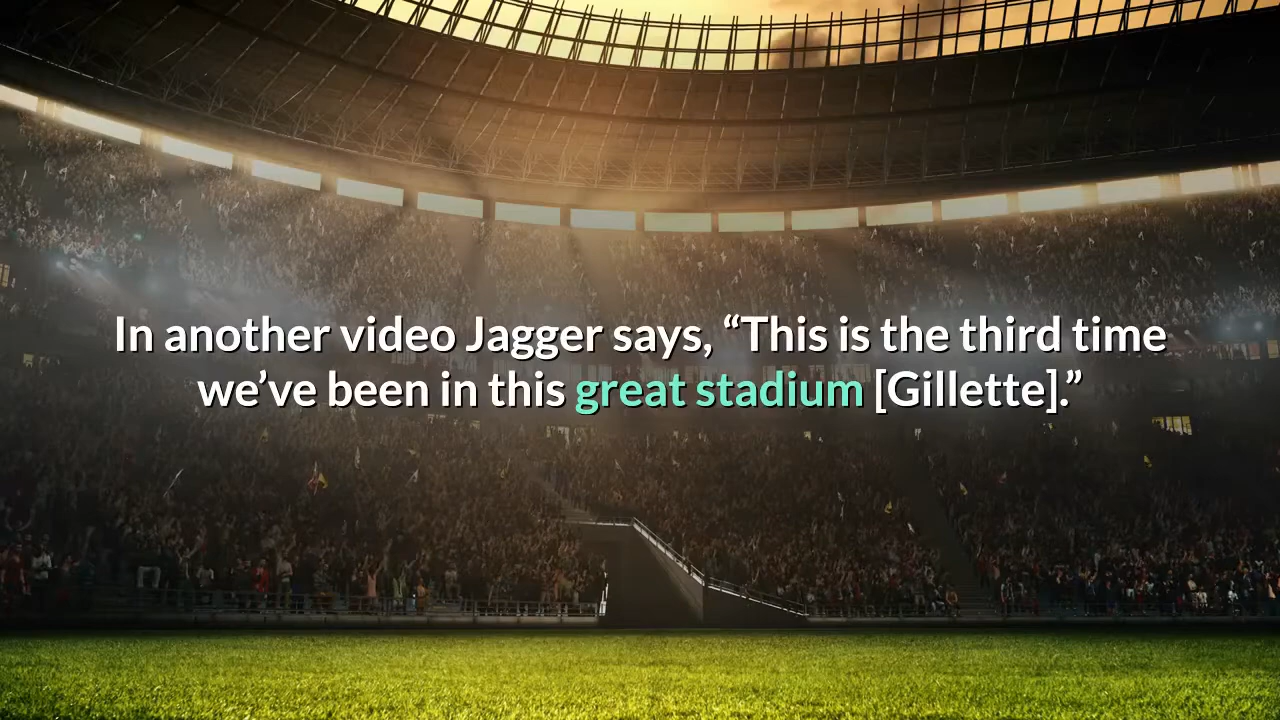 In another video Jagger says, “This is the third time
we’ve been in this great stadium [Gillette].”